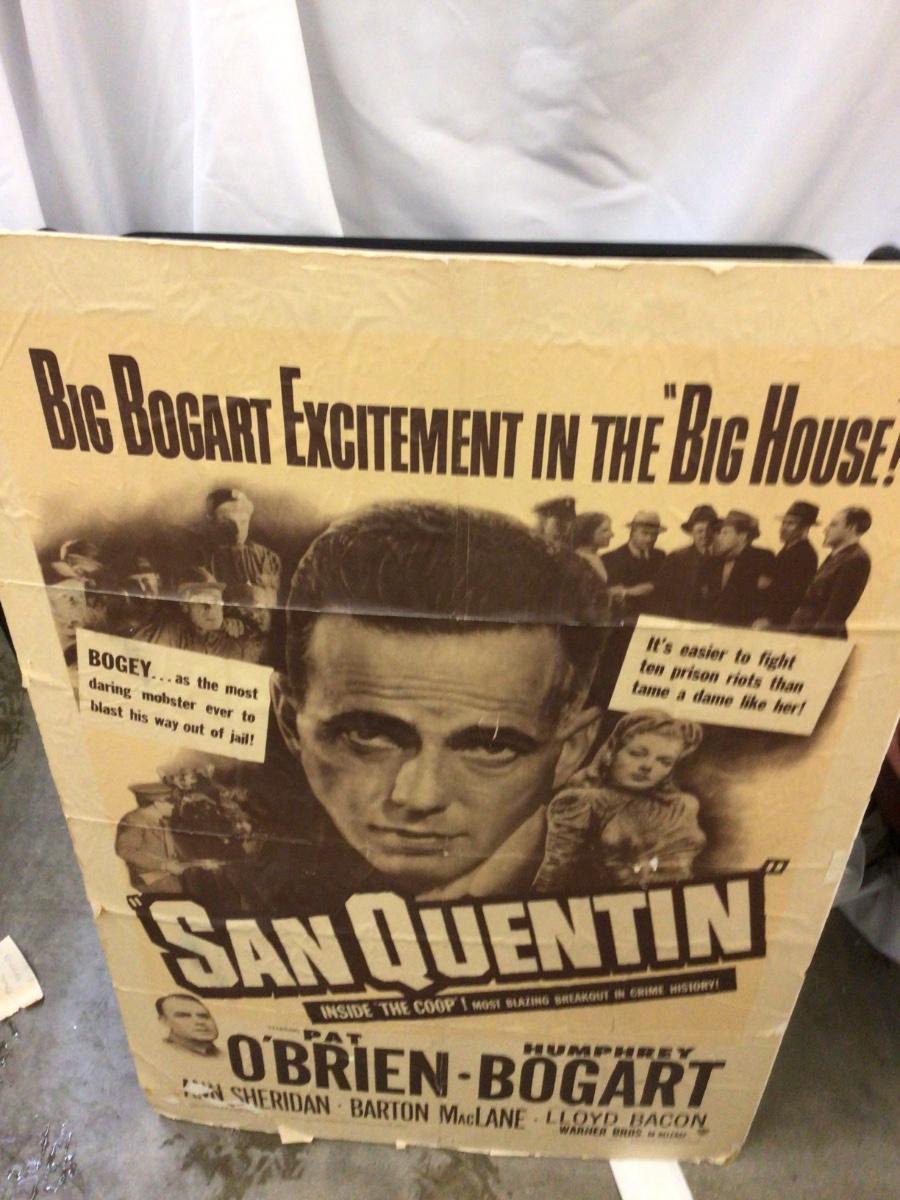 BIG BOGART EXCITEMENT IN THE "BIG HOUSE!
BOGEY... as the most
daring mobster ever to
blast his way out of jail!
It's easier to fight
ten prison riots than
tame a dame like her!
"SAN QUENTIN"
INSIDE 'THE COOP'! MOST BLAZING BREAKOUT IN CRIME HISTORY!
PAT HUMPHREY
O'BRIEN · BOGART
ANN SHERIDAN · BARTON MACLANE · LLOYD BACON
WARNER BROS.